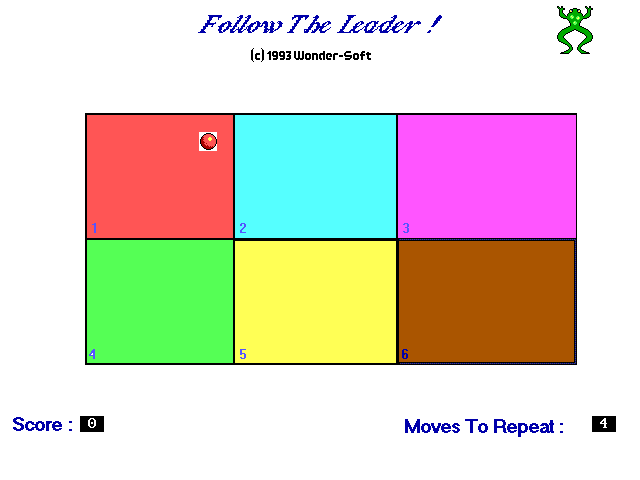 Follow The Leader !
(c) 1993 Wonder-Soft
1
2
3
4
5
6
Score : 0
Moves To Repeat : 4